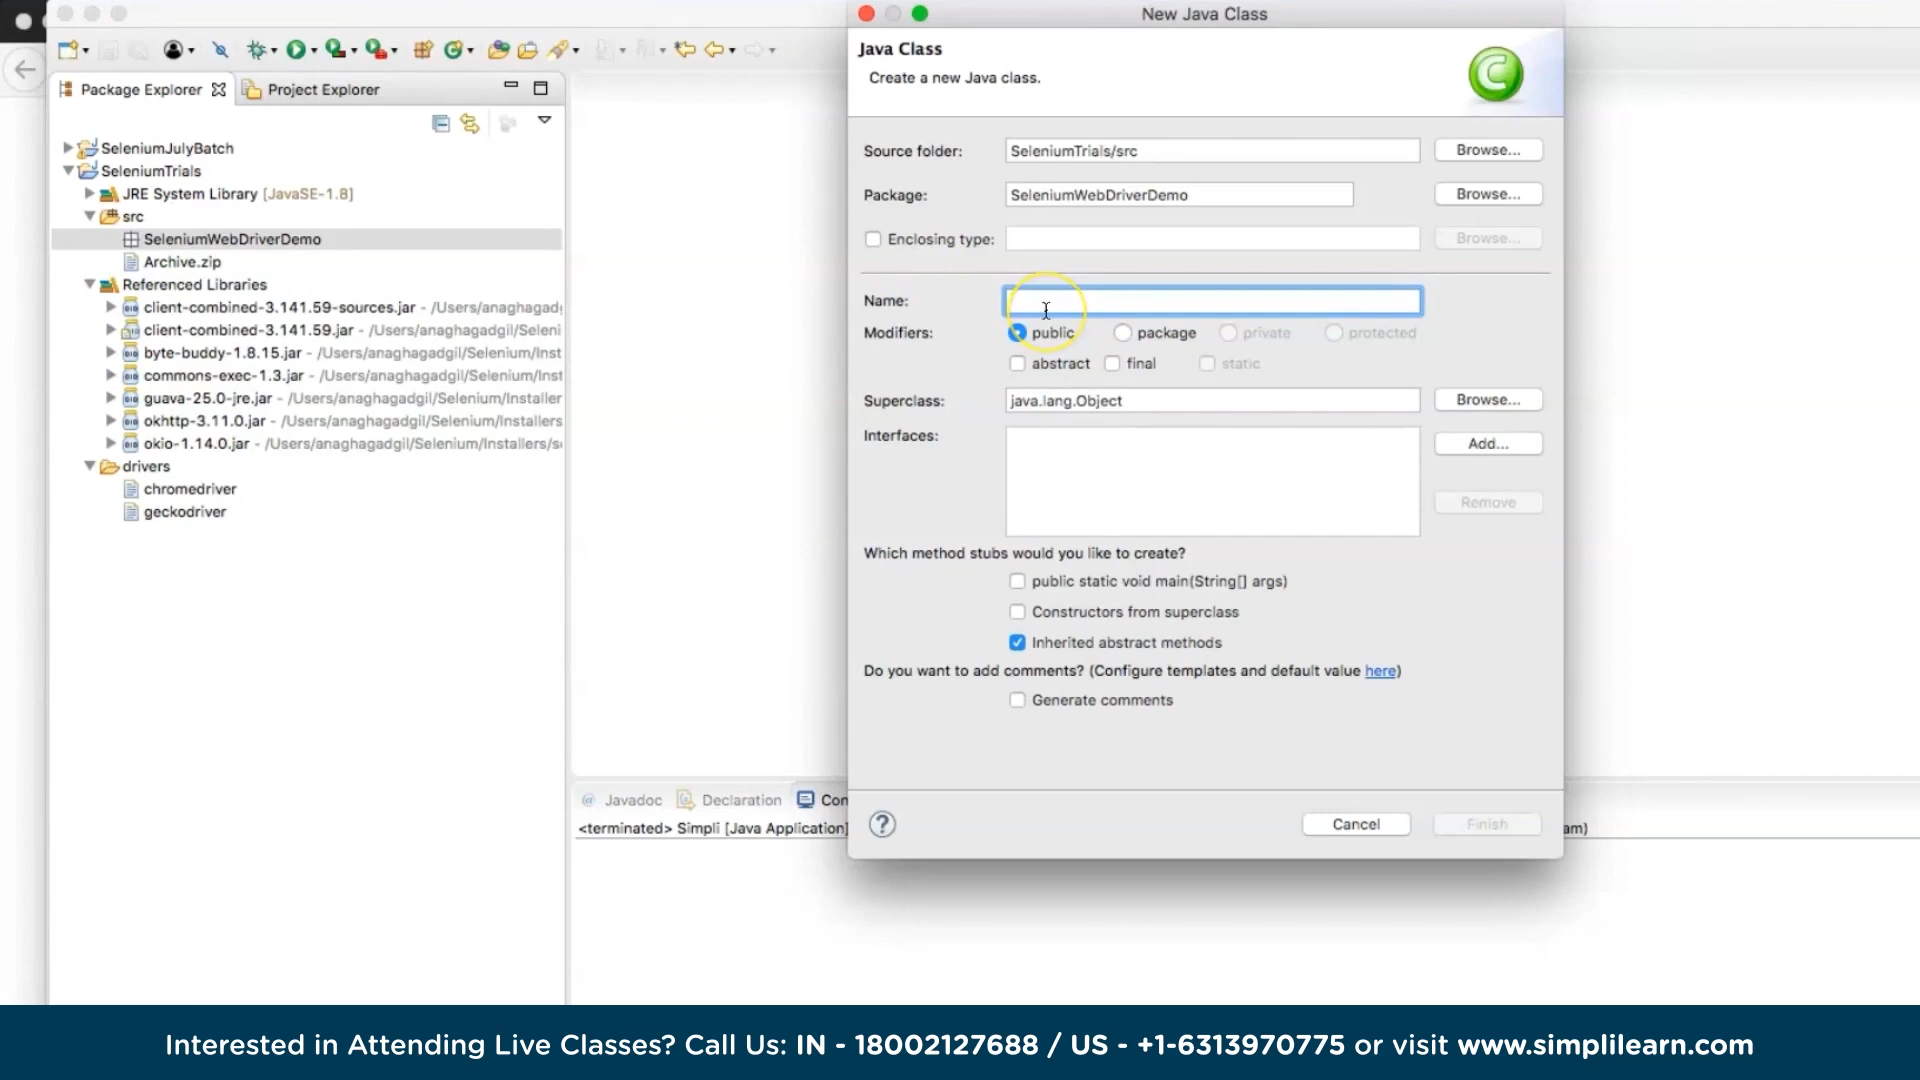 New Java Class
Java Class
Create a new Java class.
Package Explorer
Project Explorer
SeleniumJulyBatch
SeleniumTrials
JRE System Library [JavaSE-1.8]
src
SeleniumWebDriverDemo
Archive.zip
Referenced Libraries
client-combined-3.141.59-sources.jar - /Users/anaghagadgi
client-combined-3.141.59.jar - /Users/anaghagadgil/Seleni
byte-buddy-1.8.15.jar - /Users/anaghagadgil/Selenium/Inst
commons-exec-1.3.jar - /Users/anaghagadgil/Selenium/Inst
guava-25.0-jre.jar - /Users/anaghagadgil/Selenium/Installer
okhttp-3.11.0.jar - /Users/anaghagadgil/Selenium/Installers
okio-1.14.0.jar - /Users/anaghagadgil/Selenium/Installers/s
drivers
chromedriver
geckodriver
Source folder:
SeleniumTrials/src
Browse...
Package:
SeleniumWebDriverDemo
Browse...
Enclosing type:
Browse...
Name:
Modifiers:
public
package
private
protected
abstract
final
static
Superclass:
java.lang.Object
Browse...
Interfaces:
Add...
Remove
Which method stubs would you like to create?
public static void main(String[] args)
Constructors from superclass
Inherited abstract methods
Do you want to add comments? (Configure templates and default value here)
Generate comments
?
Cancel
Finish
@ Javadoc
Declaration
Con
<terminated> Simpli [Java Application]
am)
Interested in Attending Live Classes? Call Us: IN - 18002127688 / US - +1-6313970775 or visit www.simplilearn.com